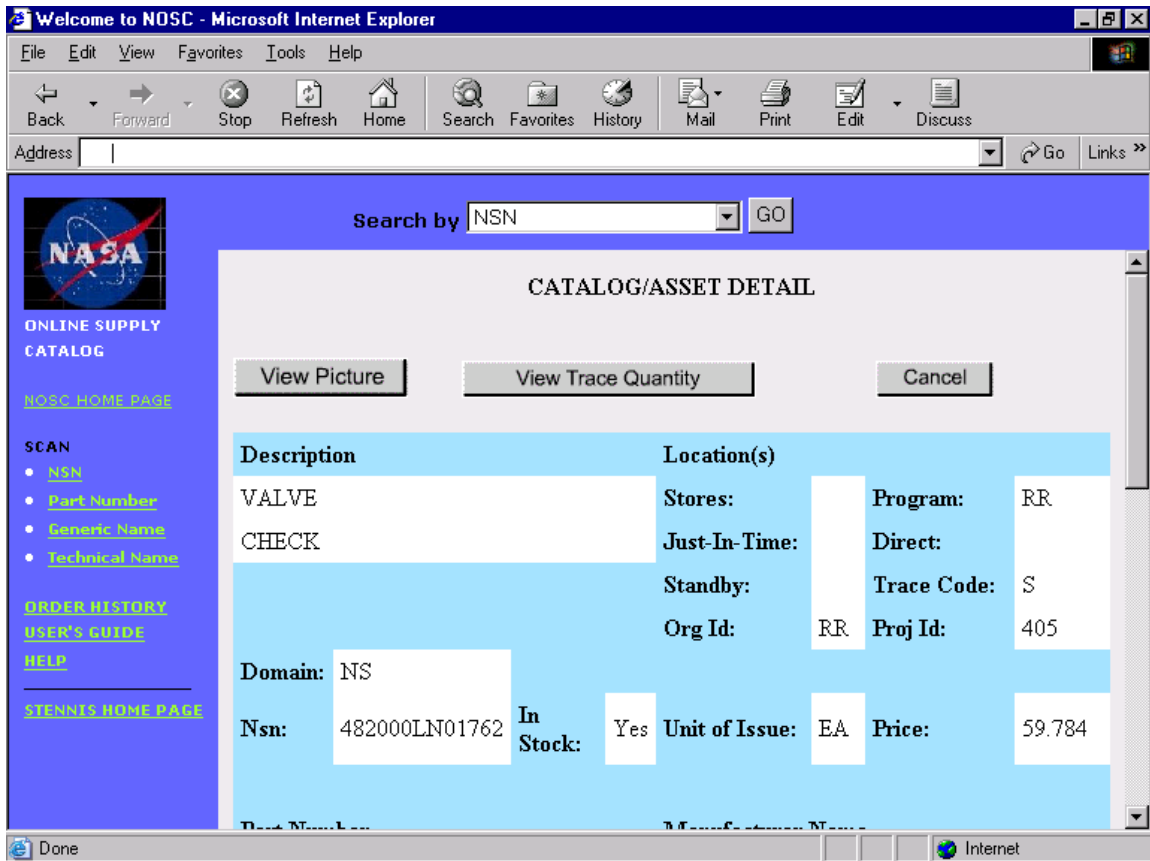 Welcome to NOSC - Microsoft Internet Explorer
File Edit View Favorites Tools Help
Back Forward Stop Refresh Home Search Favorites History Mail Print Edit Discuss
Address Go Links »
Search by NSN GO
NASA
ONLINE SUPPLY
CATALOG
NOSC HOME PAGE
SCAN
NSN
Part Number
Generic Name
Technical Name
ORDER HISTORY
USER'S GUIDE
HELP
STENNIS HOME PAGE
CATALOG/ASSET DETAIL
View Picture View Trace Quantity Cancel
Description Location(s)
VALVE Stores: Program: RR
CHECK Just-In-Time: Direct:
Standby: Trace Code: S
Org Id: RR Proj Id: 405
Domain: NS
Nsn: 482000LN01762 In Stock: Yes Unit of Issue: EA Price: 59.784
Part Number Manufacturer Name
Done Internet